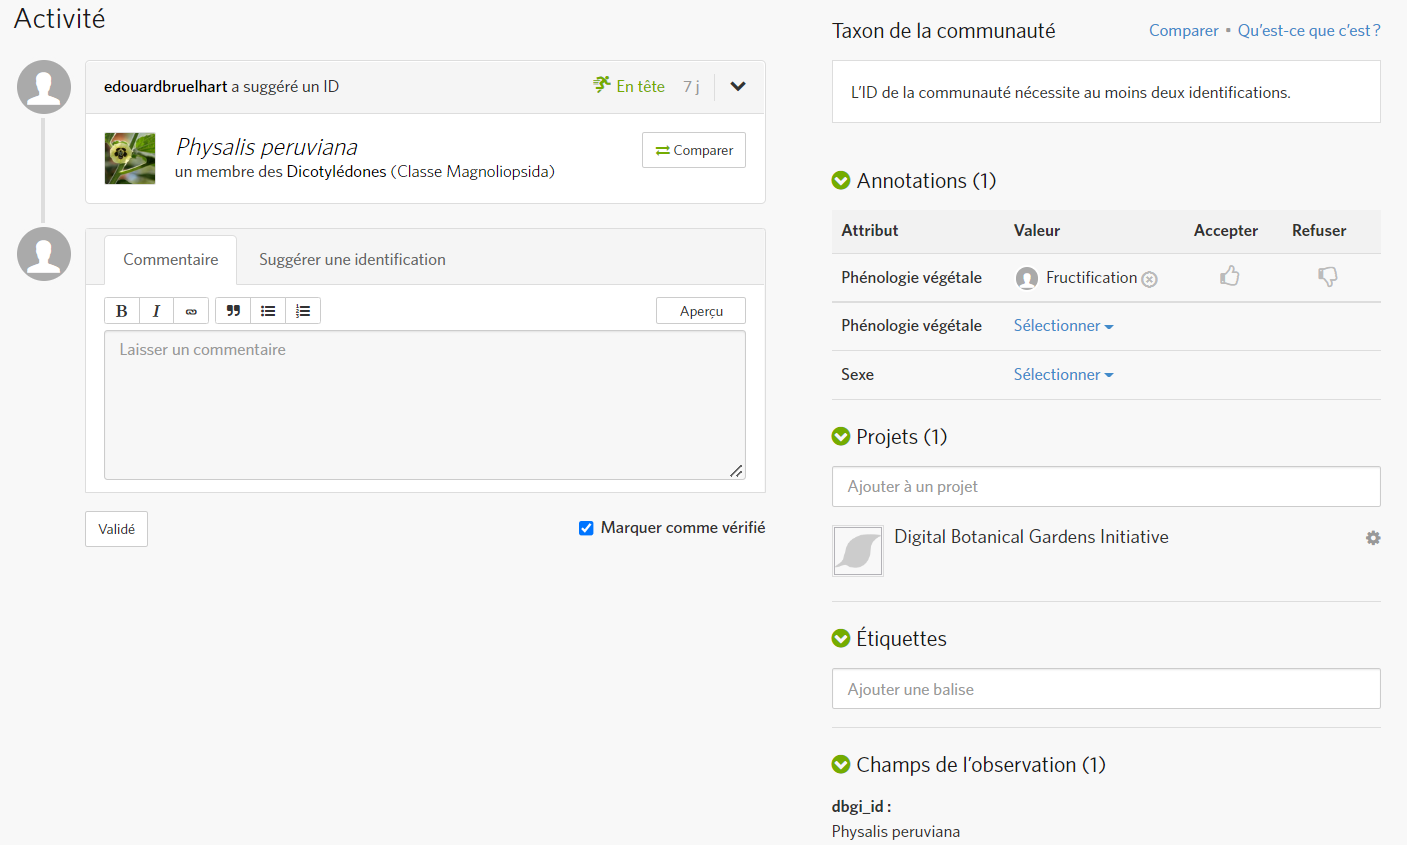 Activité
edouardbruelhart a suggéré un ID
En tête
7 j
Physalis peruviana
un membre des Dicotylédones (Classe Magnoliopsida)
Comparer
Commentaire
Suggérer une identification
B
I
Aperçu
Laisser un commentaire
Validé
Marquer comme vérifié
Taxon de la communauté
Comparer ▪ Qu'est-ce que c'est ?
L'ID de la communauté nécessite au moins deux identifications.
Annotations (1)
Attribut Valeur Accepter Refuser
Phénologie végétale Fructification
Phénologie végétale Sélectionner
Sexe Sélectionner
Projets (1)
Ajouter à un projet
Digital Botanical Gardens Initiative
Étiquettes
Ajouter une balise
Champs de l'observation (1)
dbgi_id :
Physalis peruviana